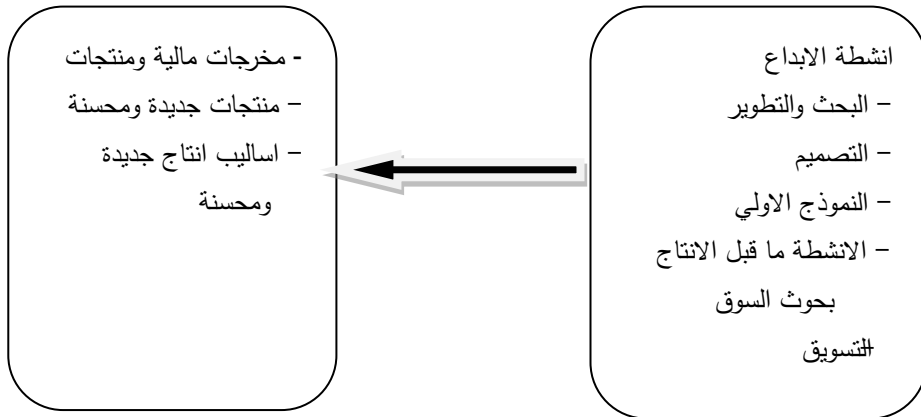 انشطة الابداع
– البحث والتطوير
– التصميم
– النموذج الاولي
– الانشطة ما قبل الانتاج
بحوث السوق
التسويق
- مخرجات مالية ومنتجات
– منتجات جديدة ومحسنة
– اساليب انتاج جديدة
ومحسنة